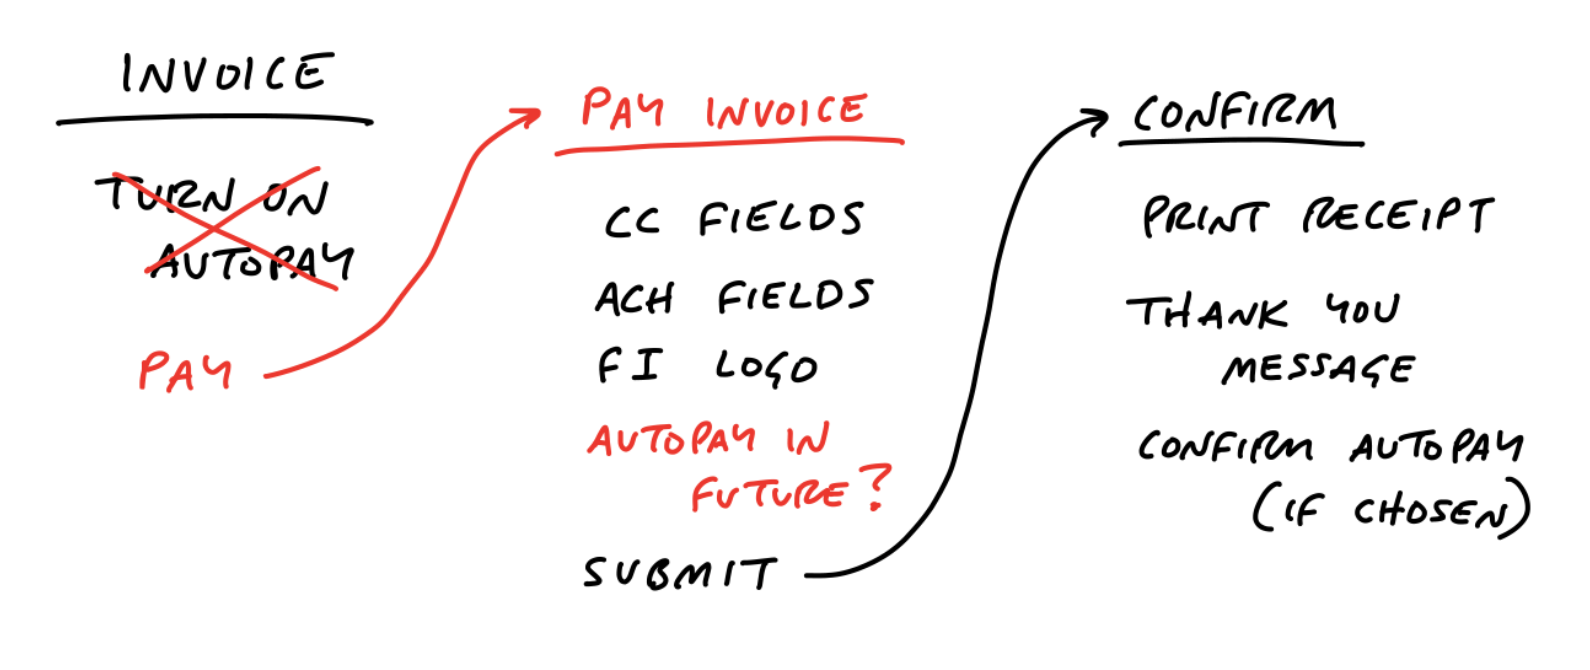 INVOICE
TURN ON
AUTOPAY
PAY
PAY INVOICE
CC FIELDS
ACH FIELDS
FI LOGO
AUTOPAY IN
FUTURE?
SUBMIT
CONFIRM
PRINT RECEIPT
THANK YOU
MESSAGE
CONFIRM AUTOPAY
(IF CHOSEN)